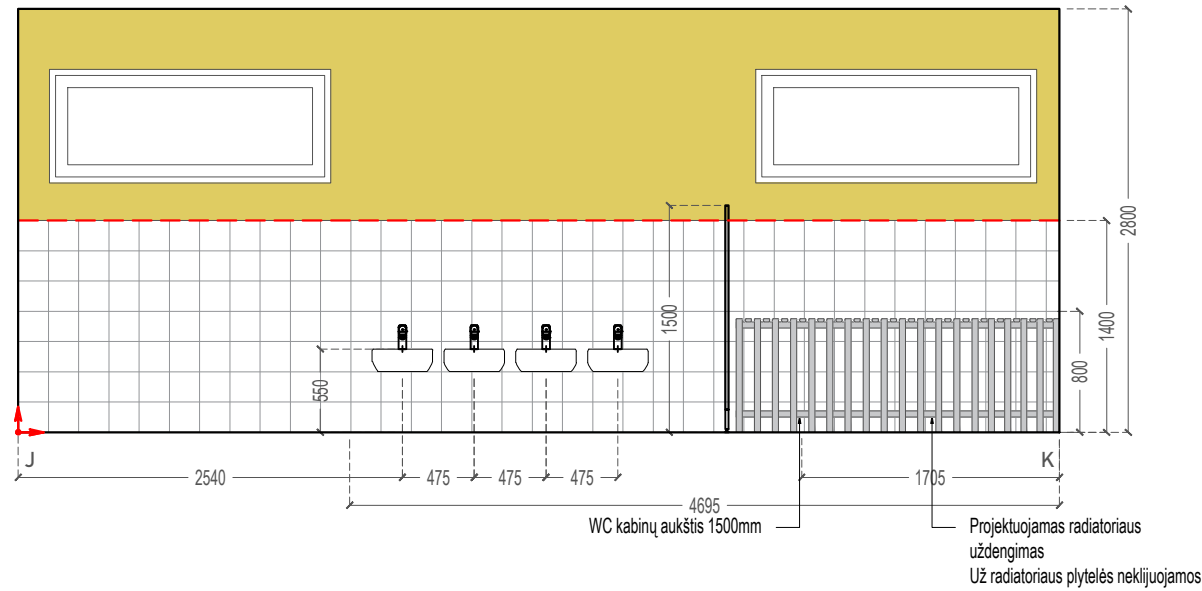 2800
1500
1400
800
550
J
K
2540
475
475
475
1705
4695
WC kabinų aukštis 1500mm
Projektuojamas radiatoriaus
uždengimas
Už radiatoriaus plytelės neklijuojamos